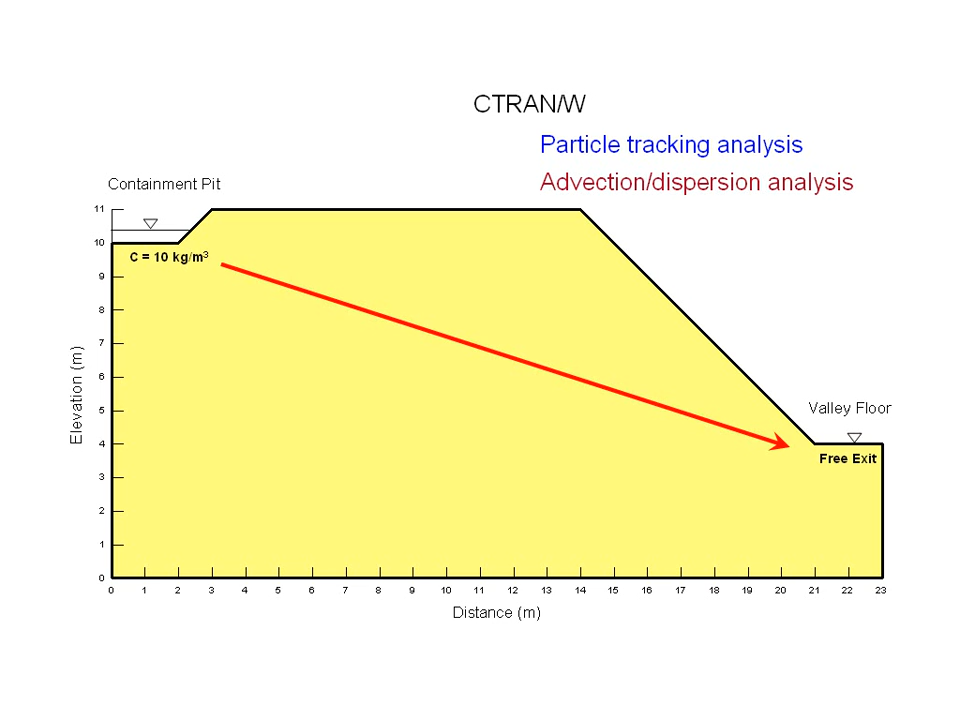 CTRAN/W
Particle tracking analysis
Advection/dispersion analysis
Containment Pit
11
10
C = 10 kg/m³
9
8
7
6
5
4
3
2
1
0
Elevation (m)
Valley Floor
Free Exit
0 1 2 3 4 5 6 7 8 9 10 11 12 13 14 15 16 17 18 19 20 21 22 23
Distance (m)